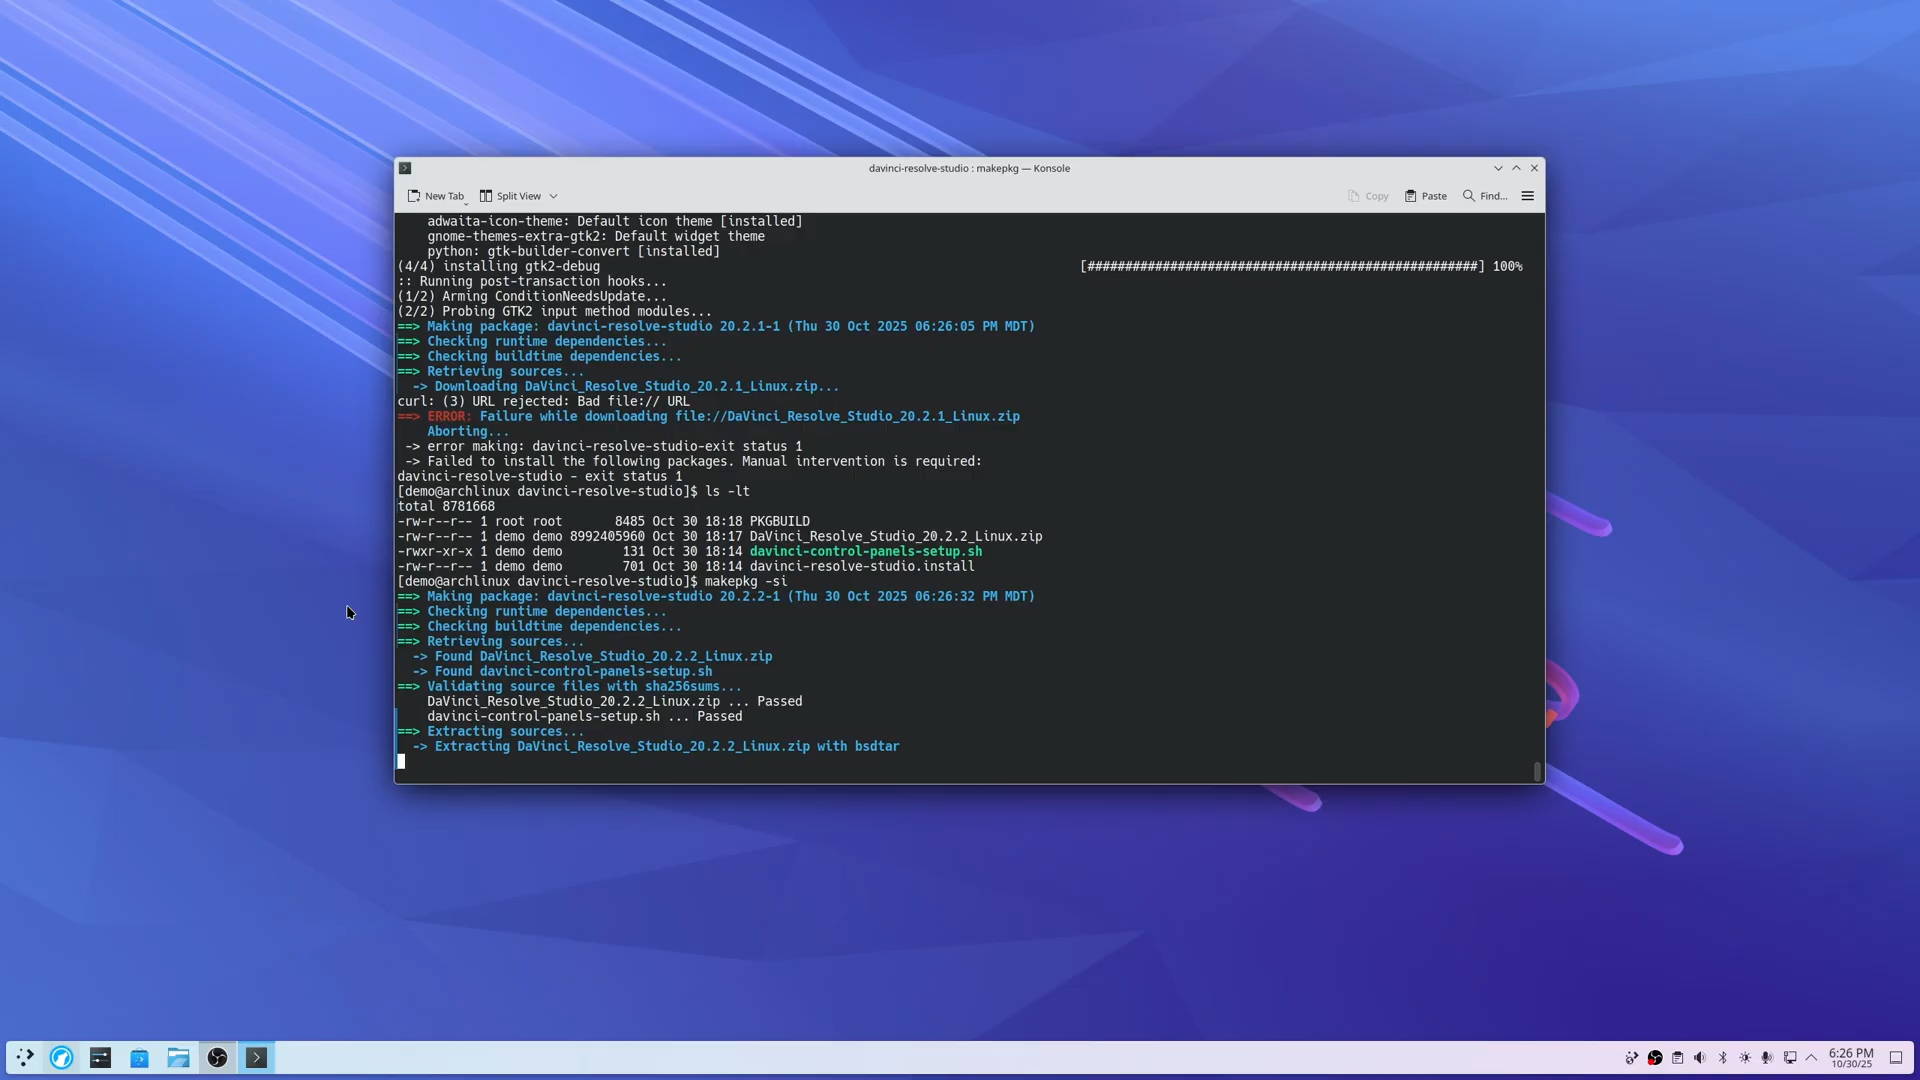 davinci-resolve-studio : makepkg — Konsole
New Tab Split View Copy Paste Find...
adwaita-icon-theme: Default icon theme [installed]
gnome-themes-extra-gtk2: Default widget theme
python: gtk-builder-convert [installed]
(4/4) installing gtk2-debug [####################################################] 100%
:: Running post-transaction hooks...
(1/2) Arming ConditionNeedsUpdate...
(2/2) Probing GTK2 input method modules...
==> Making package: davinci-resolve-studio 20.2.1-1 (Thu 30 Oct 2025 06:26:05 PM MDT)
==> Checking runtime dependencies...
==> Checking buildtime dependencies...
==> Retrieving sources...
-> Downloading DaVinci_Resolve_Studio_20.2.1_Linux.zip...
curl: (3) URL rejected: Bad file:// URL
==> ERROR: Failure while downloading file://DaVinci_Resolve_Studio_20.2.1_Linux.zip
Aborting...
-> error making: davinci-resolve-studio-exit status 1
-> Failed to install the following packages. Manual intervention is required:
davinci-resolve-studio - exit status 1
[demo@archlinux davinci-resolve-studio]$ ls -lt
total 8781668
-rw-r--r-- 1 root root 8485 Oct 30 18:18 PKGBUILD
-rw-r--r-- 1 demo demo 8992405960 Oct 30 18:17 DaVinci_Resolve_Studio_20.2.2_Linux.zip
-rwxr-xr-x 1 demo demo 131 Oct 30 18:14 davinci-control-panels-setup.sh
-rw-r--r-- 1 demo demo 701 Oct 30 18:14 davinci-resolve-studio.install
[demo@archlinux davinci-resolve-studio]$ makepkg -si
==> Making package: davinci-resolve-studio 20.2.2-1 (Thu 30 Oct 2025 06:26:32 PM MDT)
==> Checking runtime dependencies...
==> Checking buildtime dependencies...
==> Retrieving sources...
-> Found DaVinci_Resolve_Studio_20.2.2_Linux.zip
-> Found davinci-control-panels-setup.sh
==> Validating source files with sha256sums...
DaVinci_Resolve_Studio_20.2.2_Linux.zip ... Passed
davinci-control-panels-setup.sh ... Passed
==> Extracting sources...
-> Extracting DaVinci_Resolve_Studio_20.2.2_Linux.zip with bsdtar
6:26 PM
10/30/25